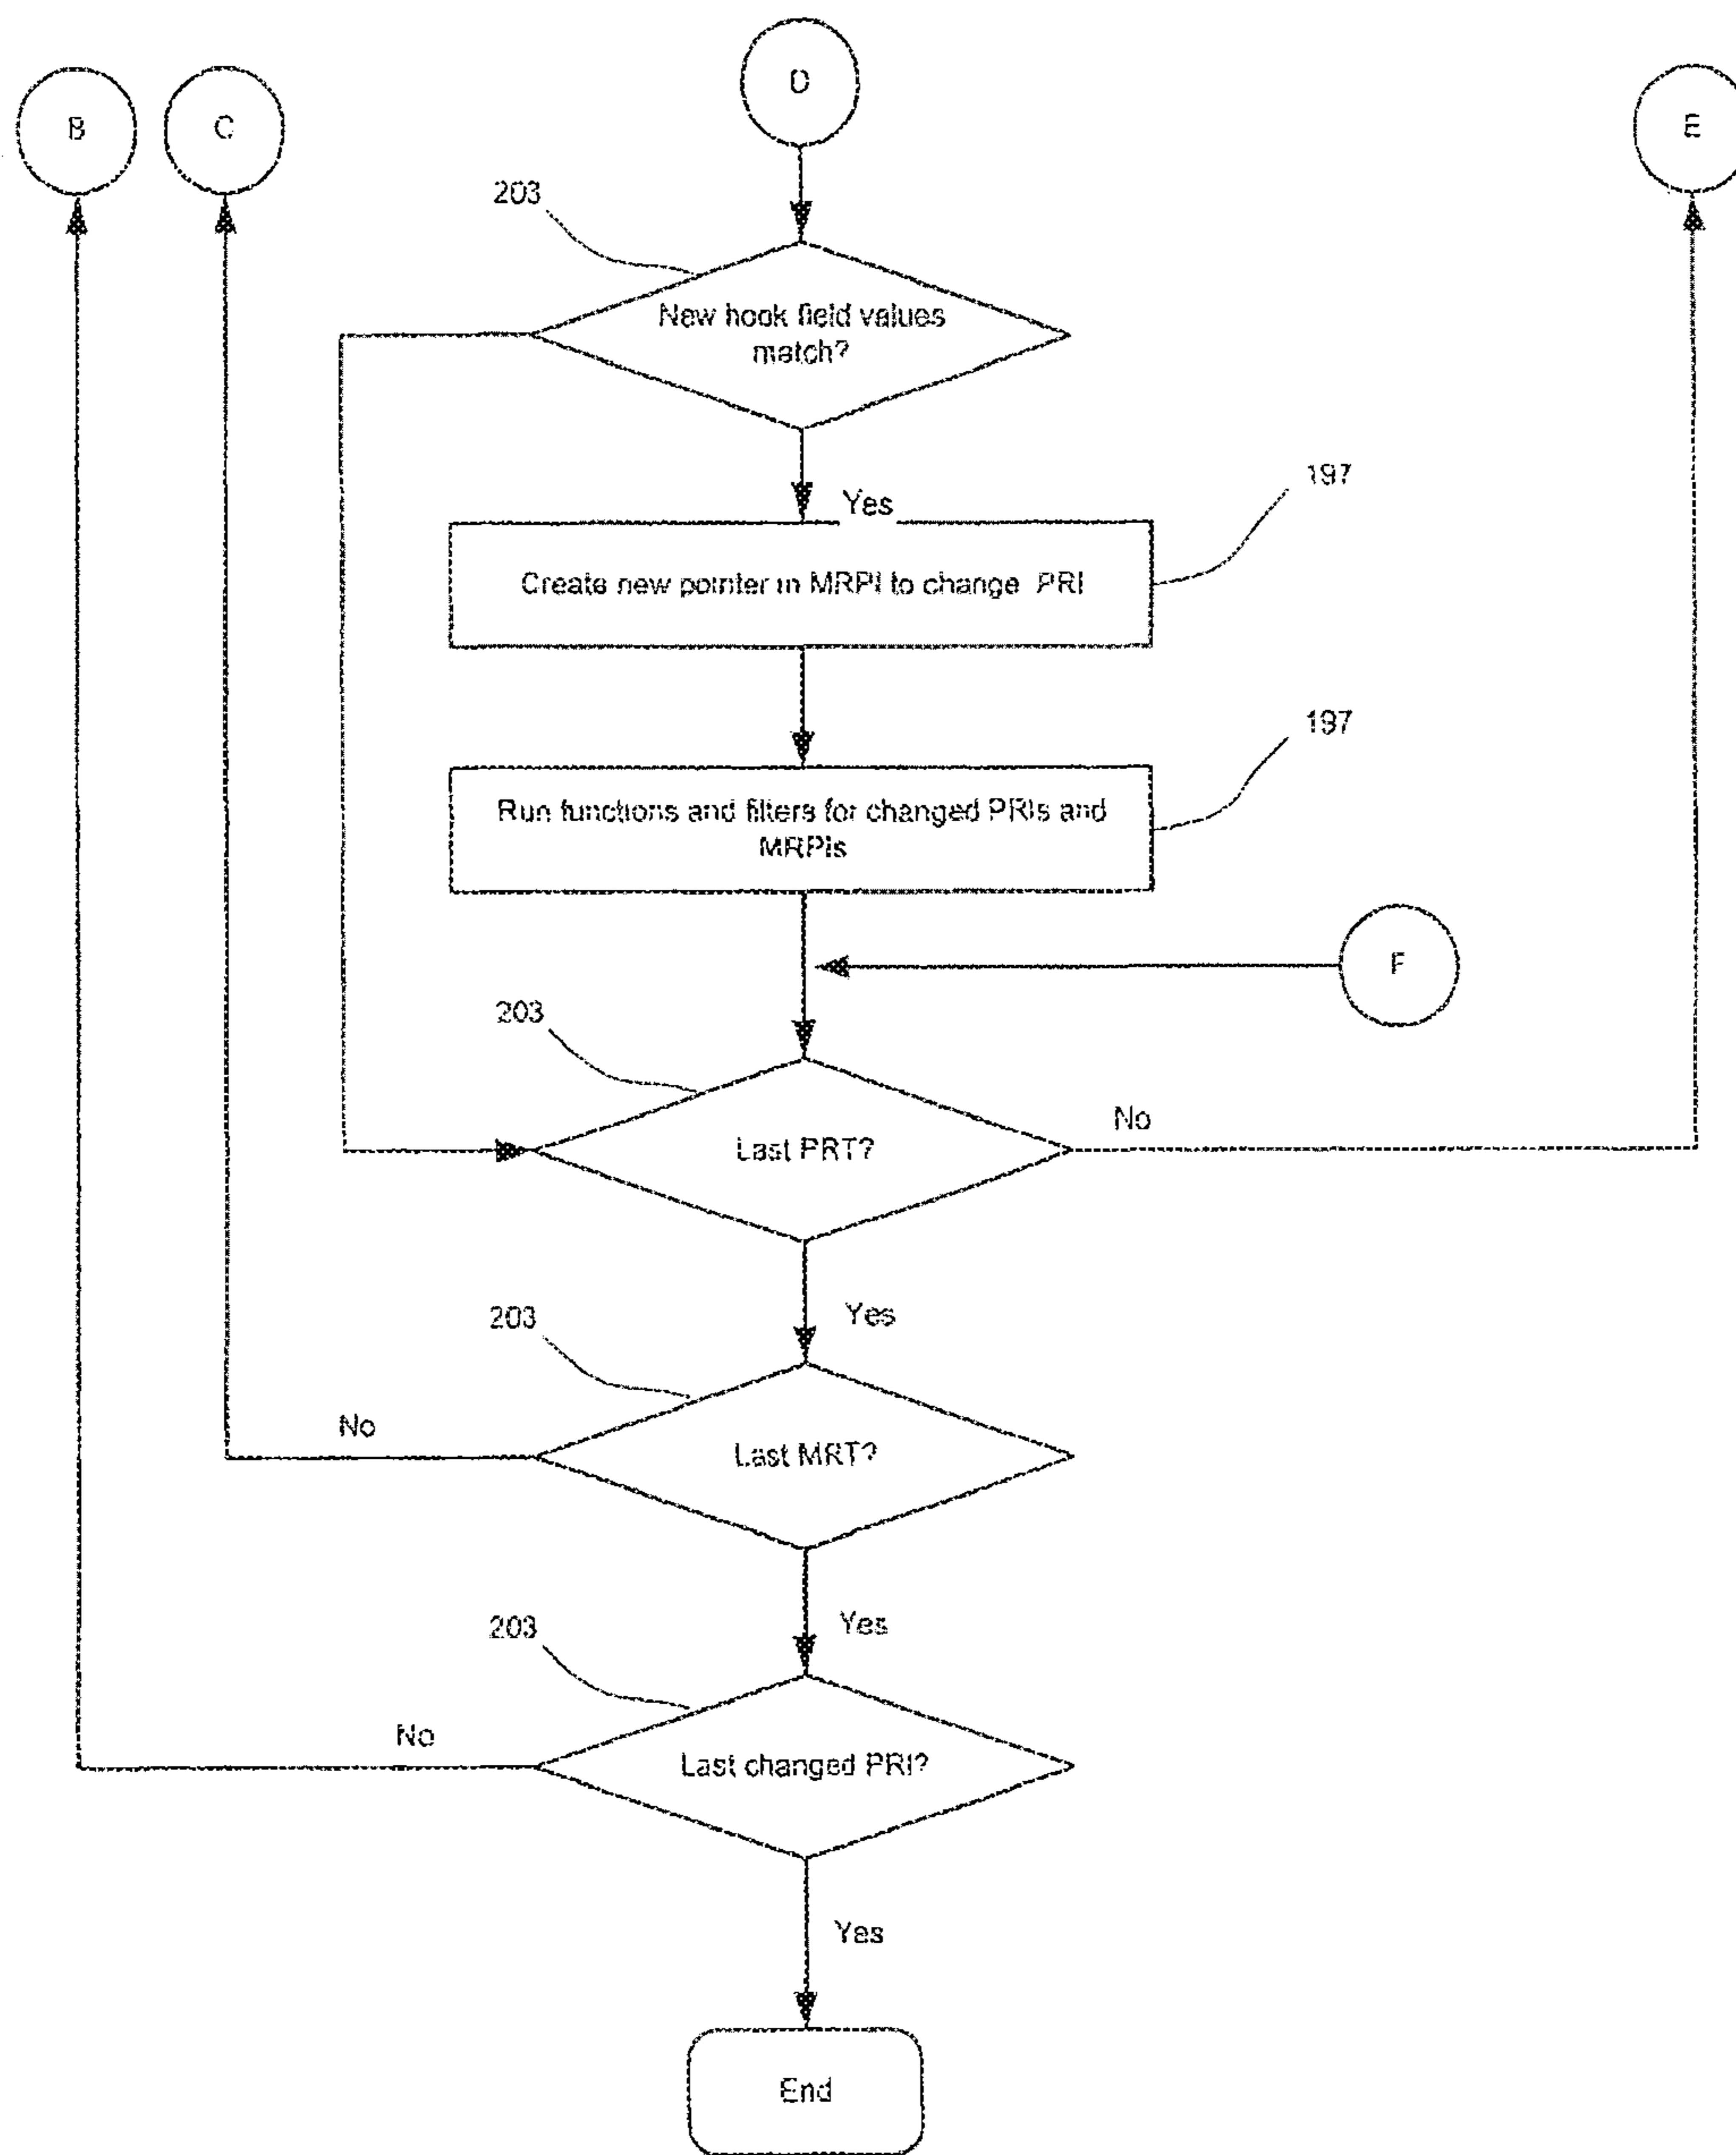 D
B
C
E
203
New hook field values
match?
Yes
197
Create new pointer in MRPI to change PRI
197
Run functions and filters for changed PRIs and
MRPIs
F
203
Last PRT?
No
Yes
203
Last MRT?
No
Yes
203
Last changed PRI?
No
Yes
End